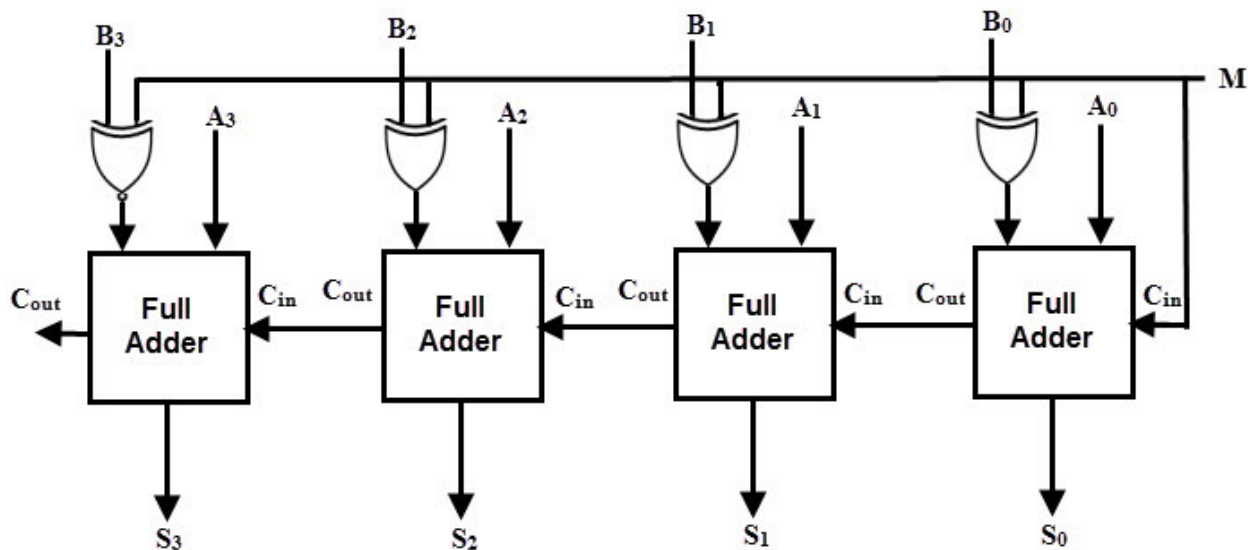 B₃
B₂
B₁
B₀
M
A₃
A₂
A₁
A₀
Cout
Full
Adder
Cin
Cout
Full
Adder
Cin
Cout
Full
Adder
Cin
Cout
Full
Adder
Cin
S₃
S₂
S₁
S₀